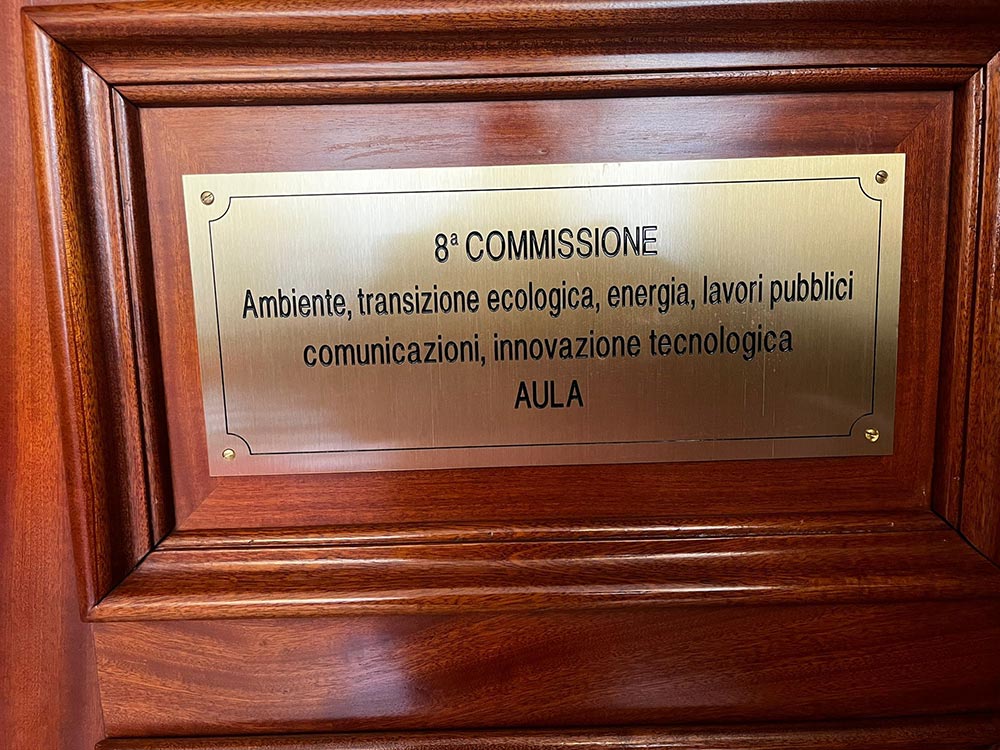 8ª COMMISSIONE
Ambiente, transizione ecologica, energia, lavori pubblici
comunicazioni, innovazione tecnologica
AULA